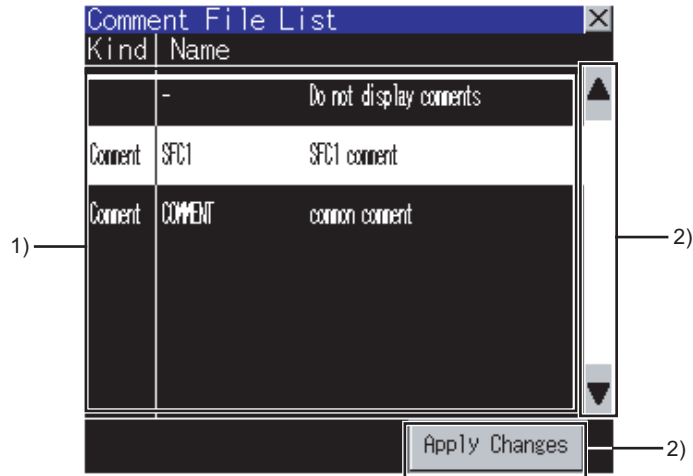 Comment File List
Kind Name
- Do not display comments
Comment SFC1 SFC1 comment
Comment COMMENT common comment
1)
2)
Apply Changes
2)